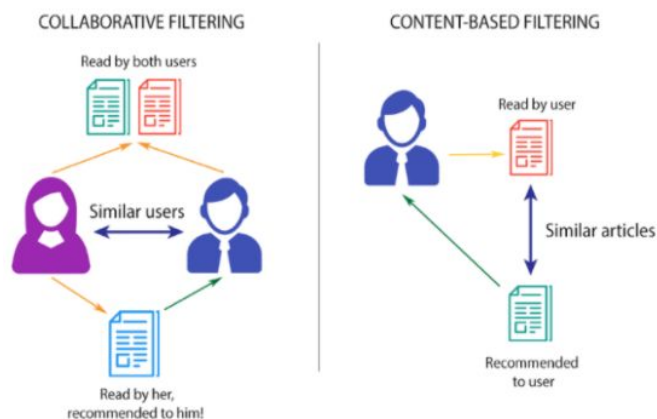 COLLABORATIVE FILTERING
Read by both users
Similar users
Read by her,
recommended to him!
CONTENT-BASED FILTERING
Read by user
Similar articles
Recommended
to user